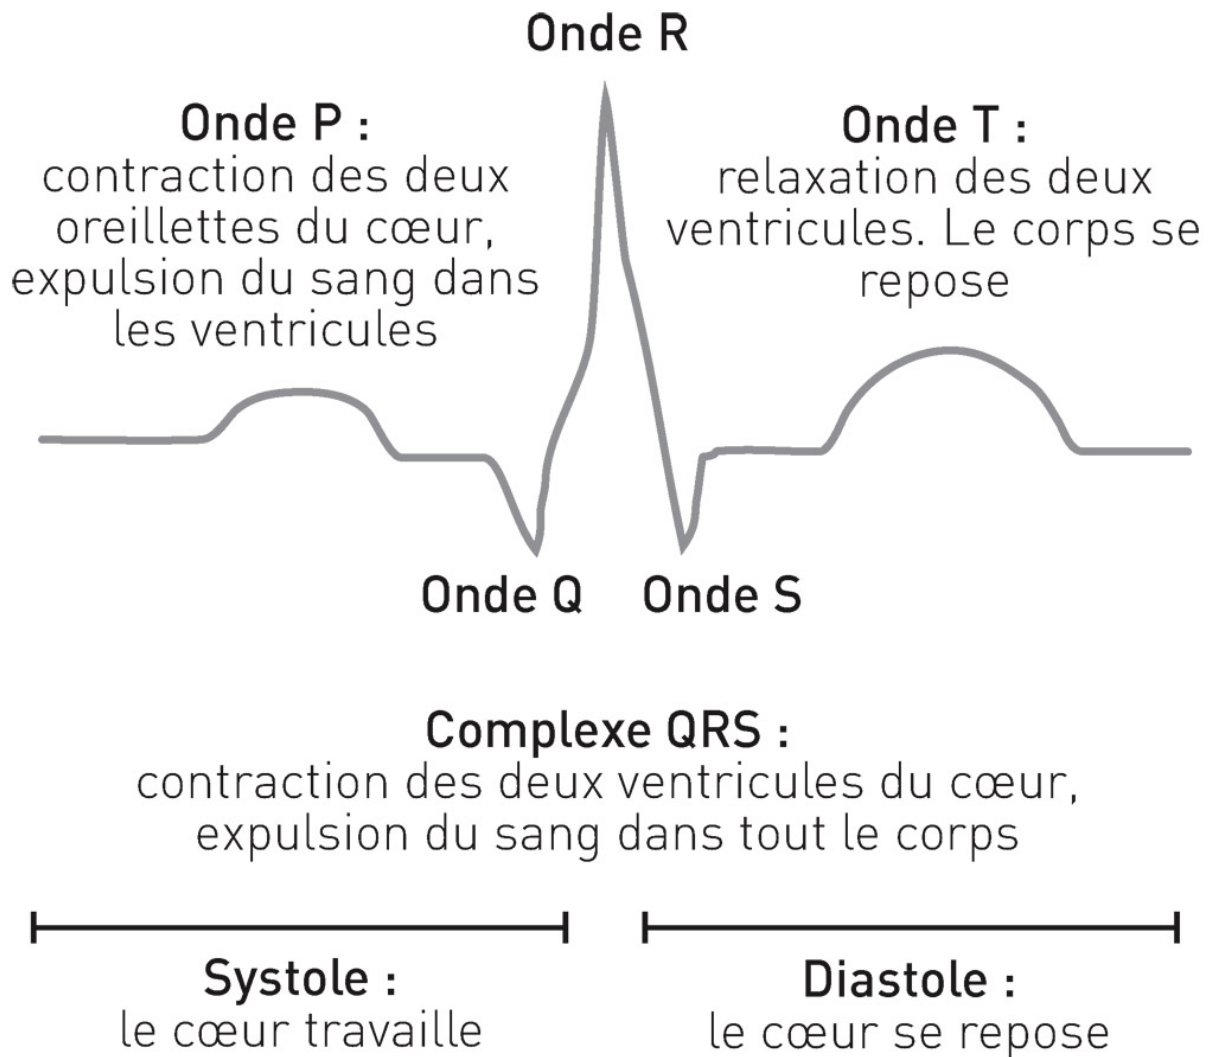 Onde R
Onde P :
contraction des deux
oreillettes du cœur,
expulsion du sang dans
les ventricules
Onde T :
relaxation des deux
ventricules. Le corps se
repose
Onde Q
Onde S
Complexe QRS :
contraction des deux ventricules du cœur,
expulsion du sang dans tout le corps
Systole :
le cœur travaille
Diastole :
le cœur se repose